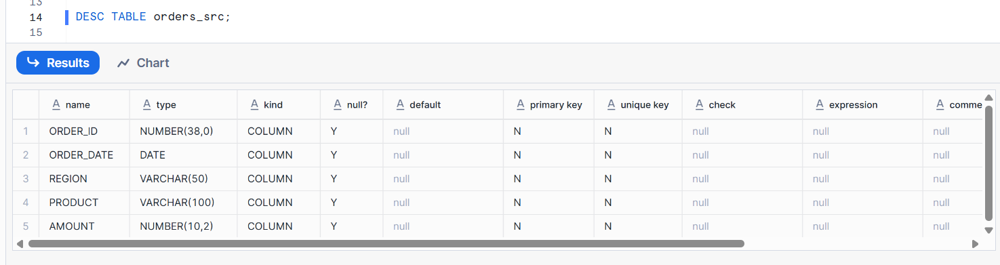 13
14 DESC TABLE orders_src;
15
Results Chart
A name A type A kind A null? A default A primary key A unique key A check A expression A comme
1 ORDER_ID NUMBER(38,0) COLUMN Y null N N null null null
2 ORDER_DATE DATE COLUMN Y null N N null null null
3 REGION VARCHAR(50) COLUMN Y null N N null null null
4 PRODUCT VARCHAR(100) COLUMN Y null N N null null null
5 AMOUNT NUMBER(10,2) COLUMN Y null N N null null null